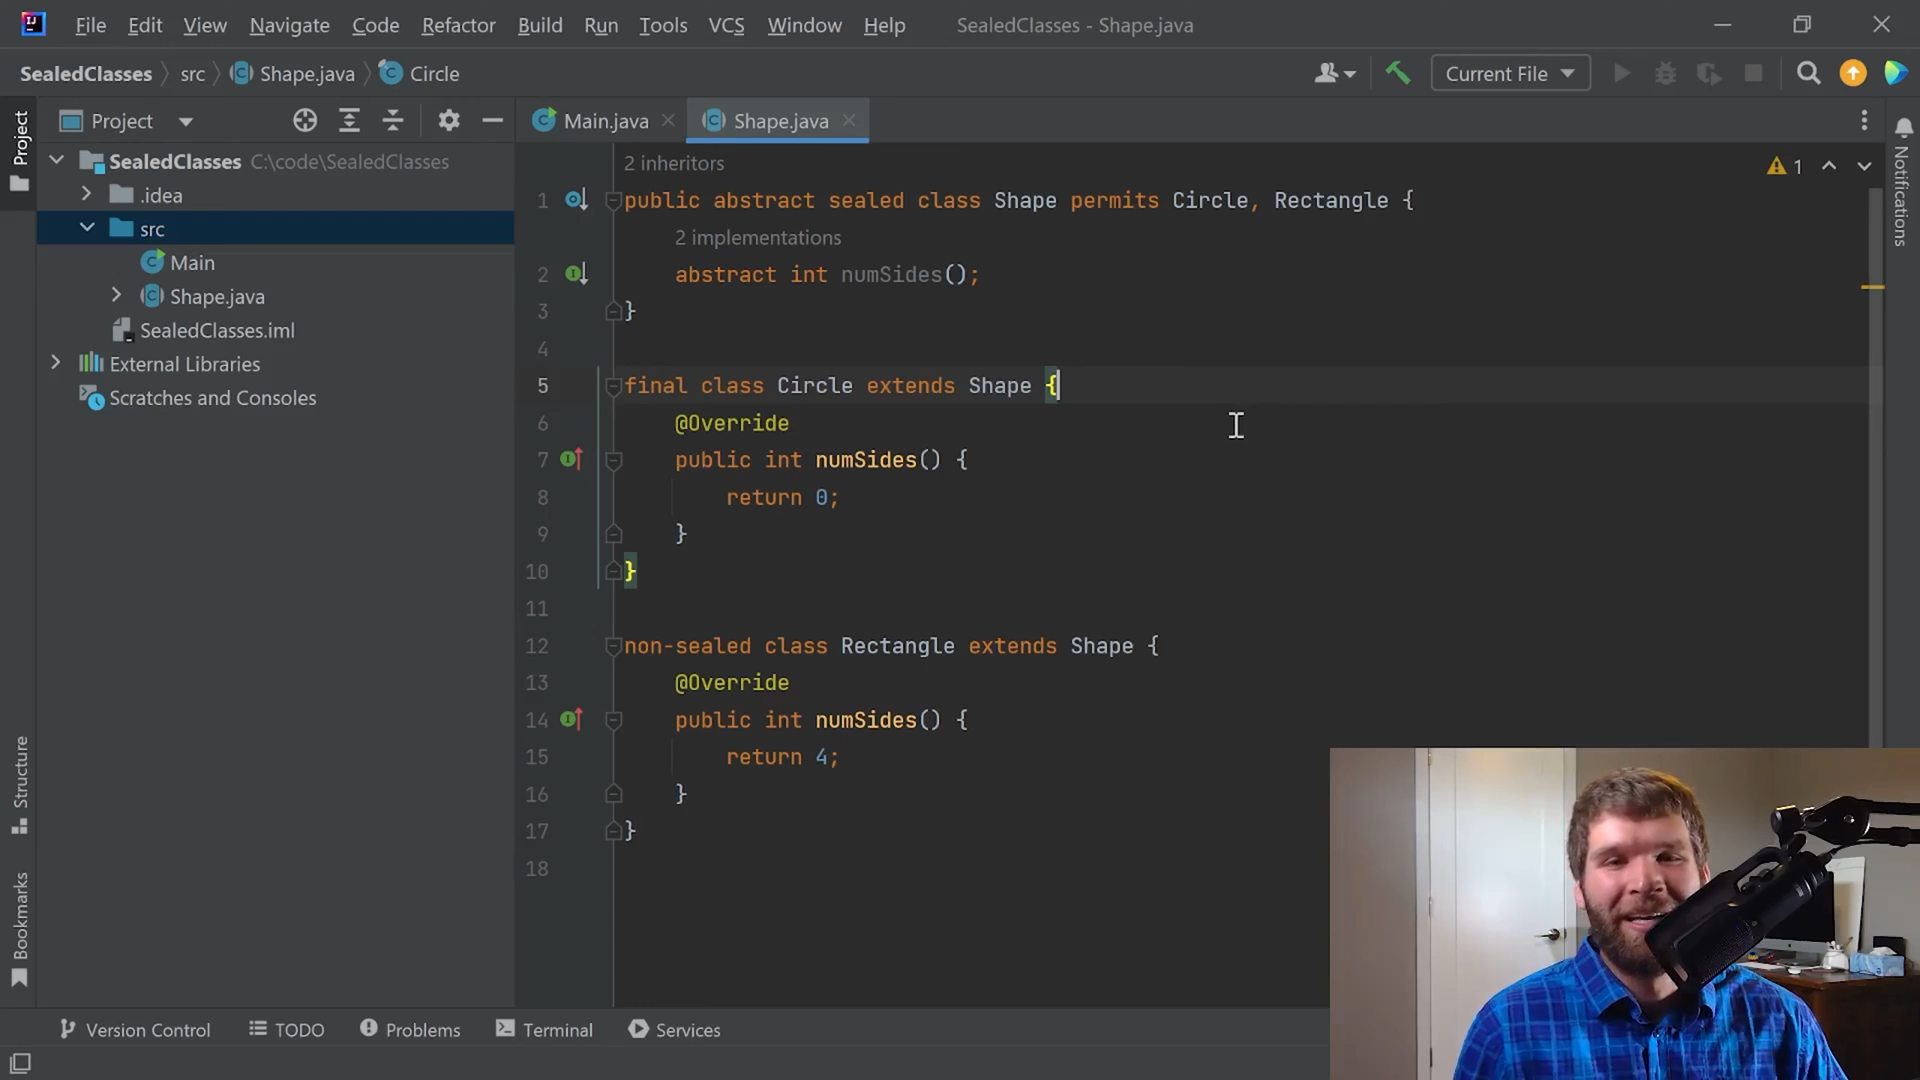 File Edit View Navigate Code Refactor Build Run Tools VCS Window Help SealedClasses - Shape.java
SealedClasses src Shape.java Circle Current File
Project Main.java Shape.java
Project
Notifications
SealedClasses C:\code\SealedClasses
.idea
src
Main
Shape.java
SealedClasses.iml
External Libraries
Scratches and Consoles
2 inheritors
1
1 public abstract sealed class Shape permits Circle, Rectangle {
2 implementations
2 abstract int numSides();
3 }
4
5 final class Circle extends Shape {
6 @Override
7 public int numSides() {
8 return 0;
9 }
10 }
11
12 non-sealed class Rectangle extends Shape {
13 @Override
14 public int numSides() {
15 return 4;
16 }
17 }
18
Structure
Bookmarks
Version Control TODO Problems Terminal Services